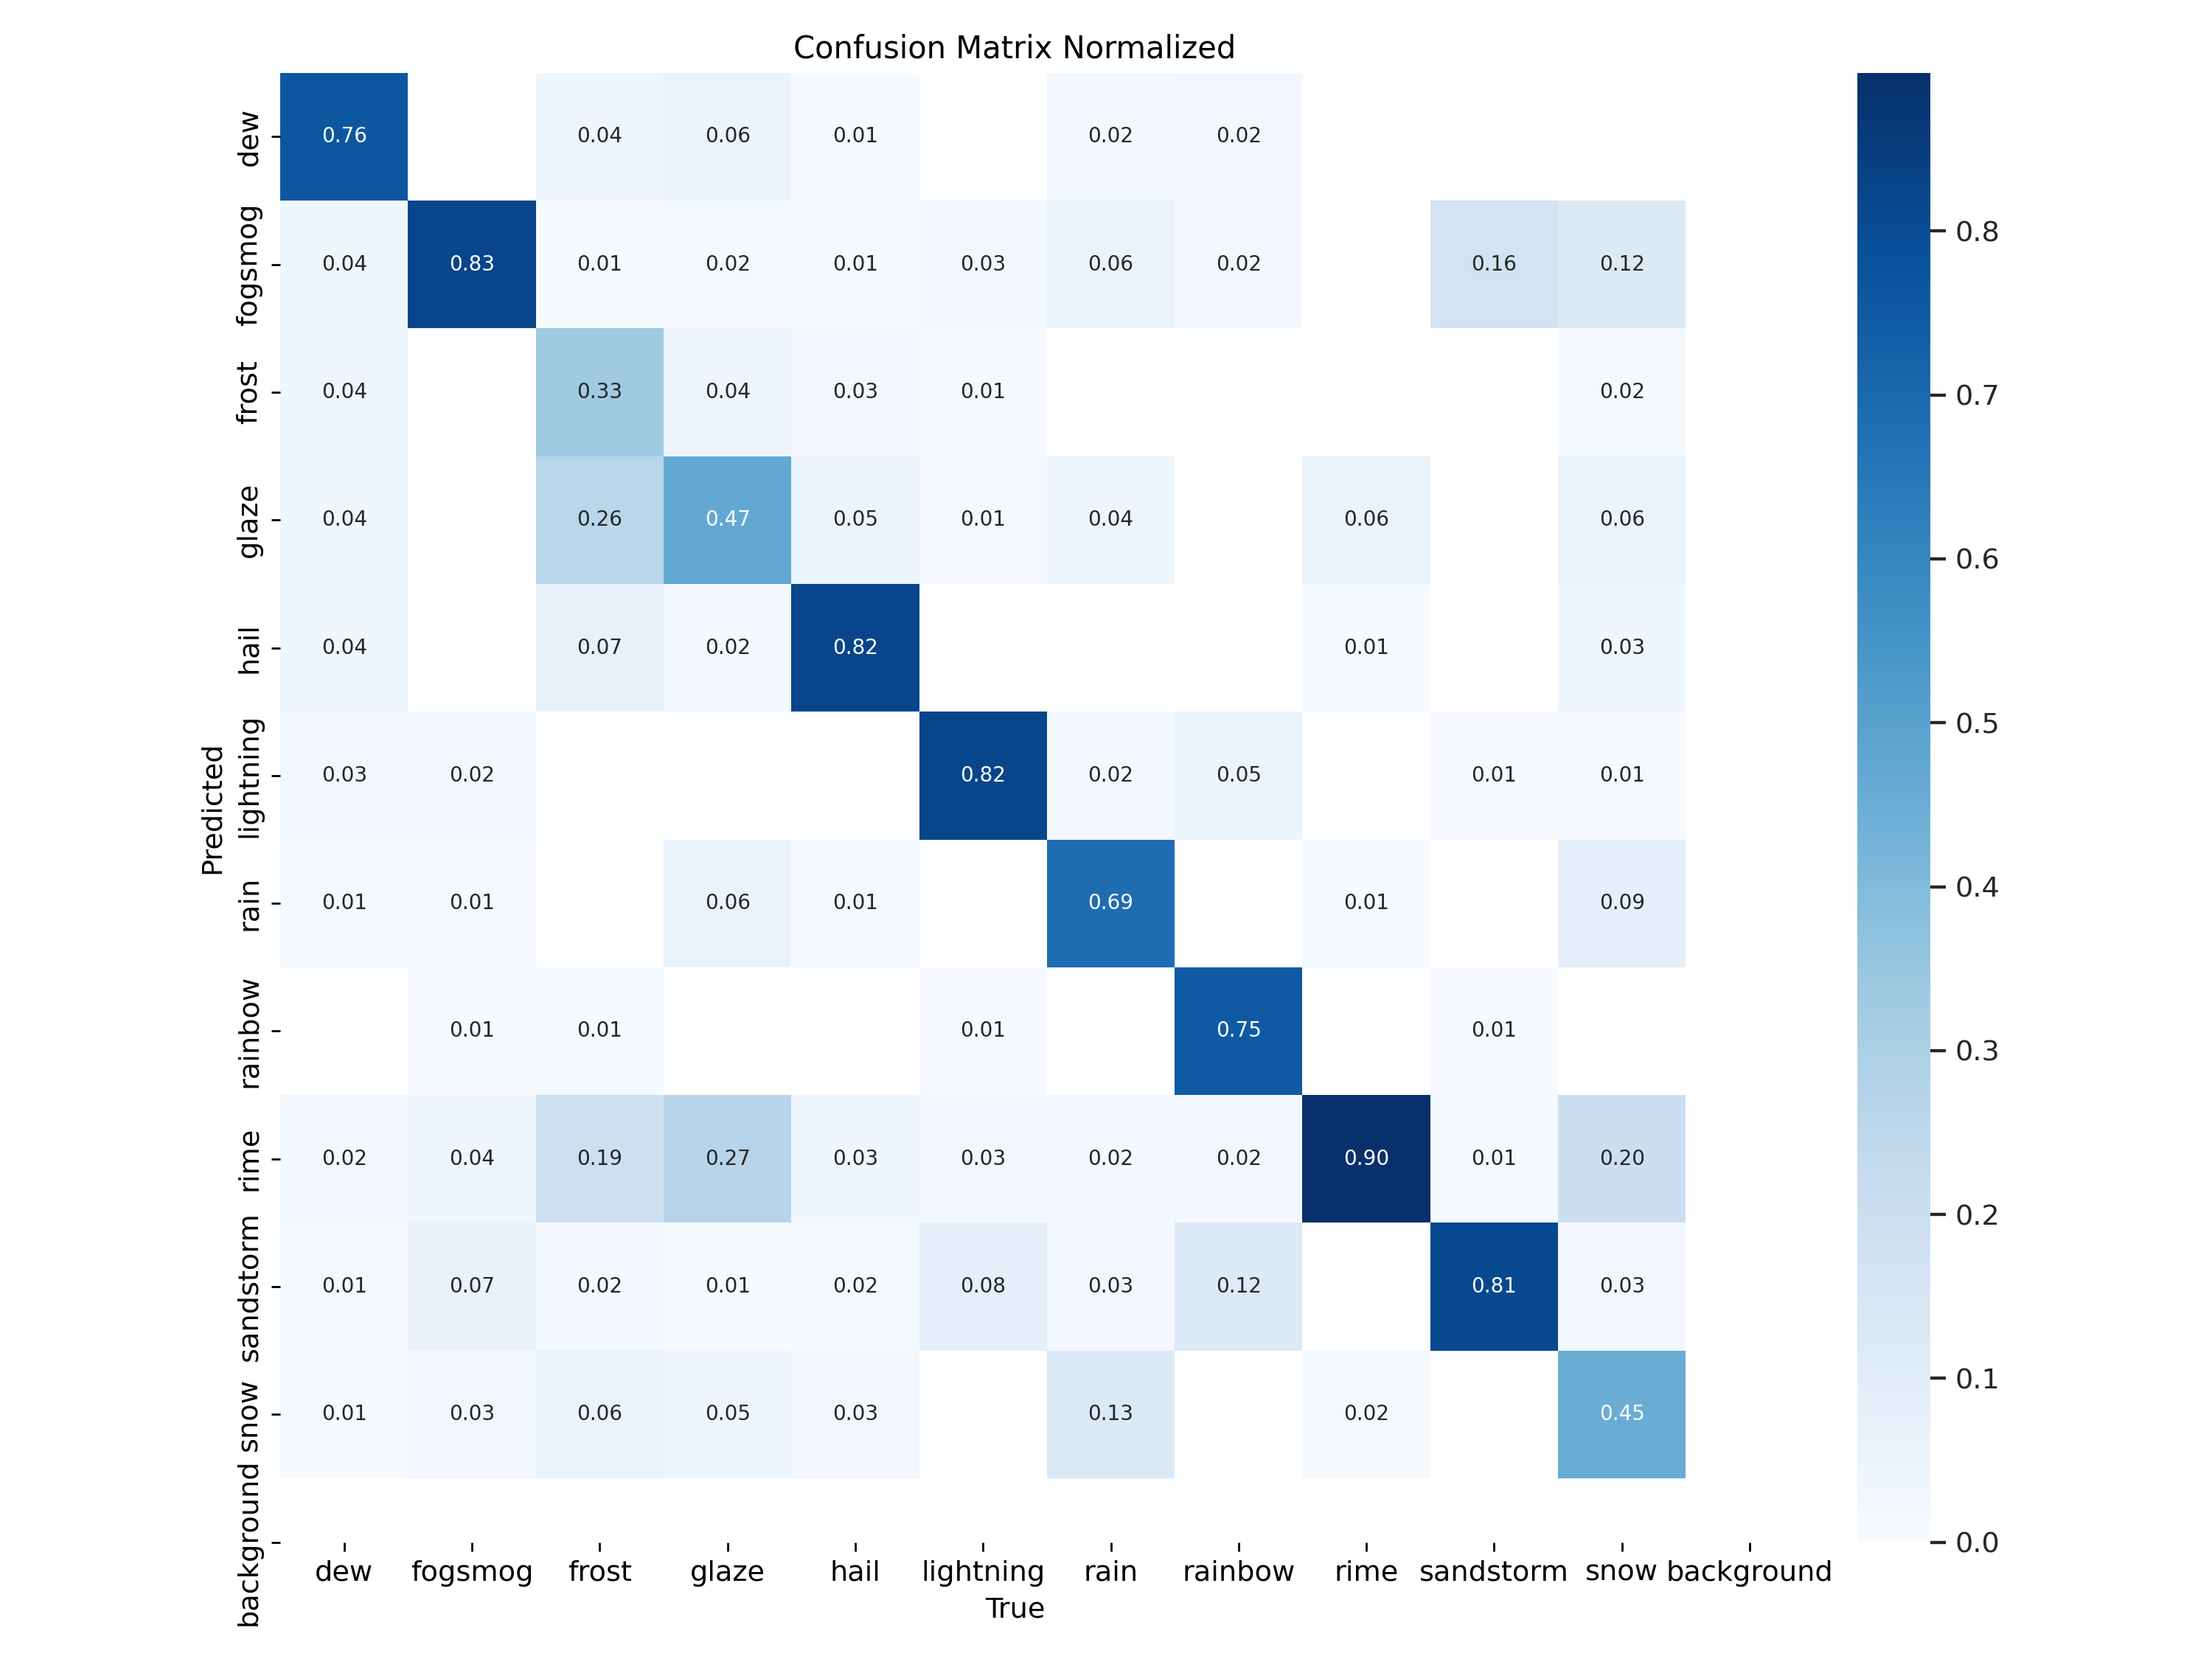 Confusion Matrix Normalized
dew 0.76 0.04 0.06 0.01 0.02 0.02
fogsmog 0.04 0.83 0.01 0.02 0.01 0.03 0.06 0.02 0.16 0.12
frost 0.04 0.33 0.04 0.03 0.01 0.02
glaze 0.04 0.26 0.47 0.05 0.01 0.04 0.06 0.06
hail 0.04 0.07 0.02 0.82 0.01 0.03
lightning 0.03 0.02 0.82 0.02 0.05 0.01 0.01
rain 0.01 0.01 0.06 0.01 0.69 0.01 0.09
rainbow 0.01 0.01 0.01 0.75 0.01
rime 0.02 0.04 0.19 0.27 0.03 0.03 0.02 0.02 0.90 0.01 0.20
sandstorm 0.01 0.07 0.02 0.01 0.02 0.08 0.03 0.12 0.81 0.03
snow 0.01 0.03 0.06 0.05 0.03 0.13 0.02 0.45
background
Predicted
dew fogsmog frost glaze hail lightning rain rainbow rime sandstorm snow background
True
0.8
0.7
0.6
0.5
0.4
0.3
0.2
0.1
0.0